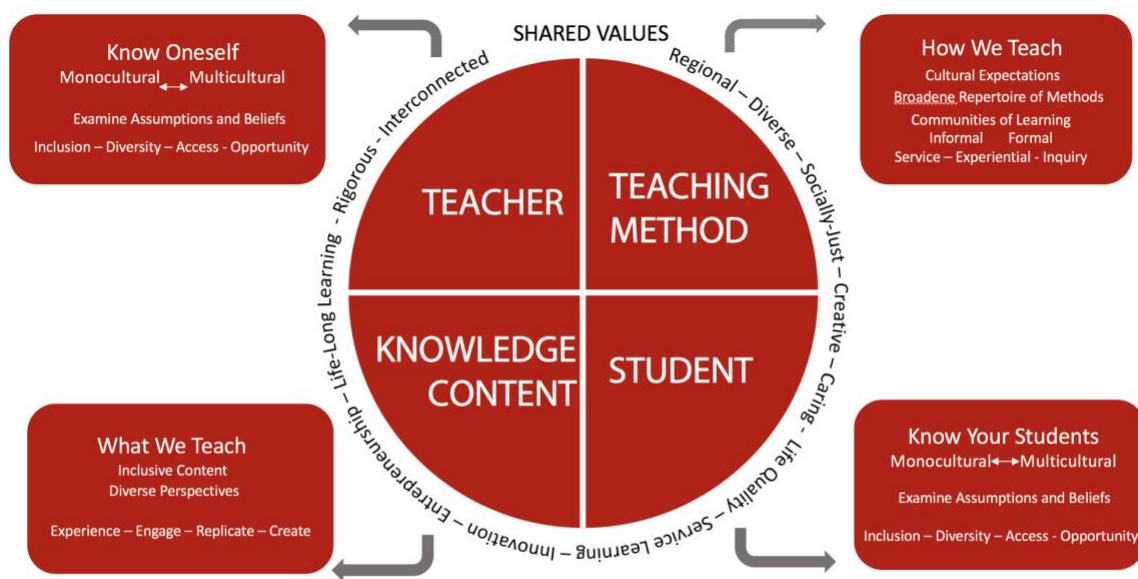 SHARED VALUES
Know Oneself
Monocultural Multicultural
Examine Assumptions and Beliefs
Inclusion – Diversity – Access - Opportunity
How We Teach
Cultural Expectations
Broadene Repertoire of Methods
Communities of Learning
Informal Formal
Service – Experiential - Inquiry
Regional – Diverse – Socially-Just – Creative – Caring - Life Quality – Service Learning – Innovation – Entrepreneurship – Life-Long Learning - Rigorous - Interconnected
TEACHER
TEACHING
METHOD
KNOWLEDGE
CONTENT
STUDENT
What We Teach
Inclusive Content
Diverse Perspectives
Experience – Engage – Replicate – Create
Know Your Students
Monocultural Multicultural
Examine Assumptions and Beliefs
Inclusion – Diversity – Access - Opportunity